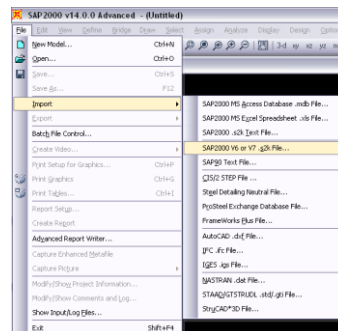 SAP2000 v14.0.0 Advanced - (Untitled)
File Edit View Define Bridge Draw Select Assign Analyze Display Design Options
New Model... Ctrl+N
Open... Ctrl+O
Save... Ctrl+S
Save As... F12
Import
Export
Batch File Control...
Create Video...
Print Setup for Graphics... Ctrl+P
Print Graphics Ctrl+G
Print Tables... Ctrl+T
Report Setup...
Create Report
Advanced Report Writer...
Capture Enhanced Metafile
Capture Picture
Modify/Show Project Information...
Modify/Show Comments and Log...
Show Input/Log Files...
Exit Shift+F4
3-d xy xz yz
SAP2000 MS Access Database .mdb File...
SAP2000 MS Excel Spreadsheet .xls File...
SAP2000 .s2k Text File...
SAP2000 V6 or V7 .s2k File...
SAP90 Text File...
CIS/2 STEP File ...
Steel Detailing Neutral File...
ProSteel Exchange Database File...
FrameWorks Plus File...
AutoCAD .dxf File...
IFC .ifc File...
IGES .igs File...
NASTRAN .dat File...
STAAD/GTSTRUDL .std/.gti File...
StruCAD*3D File...